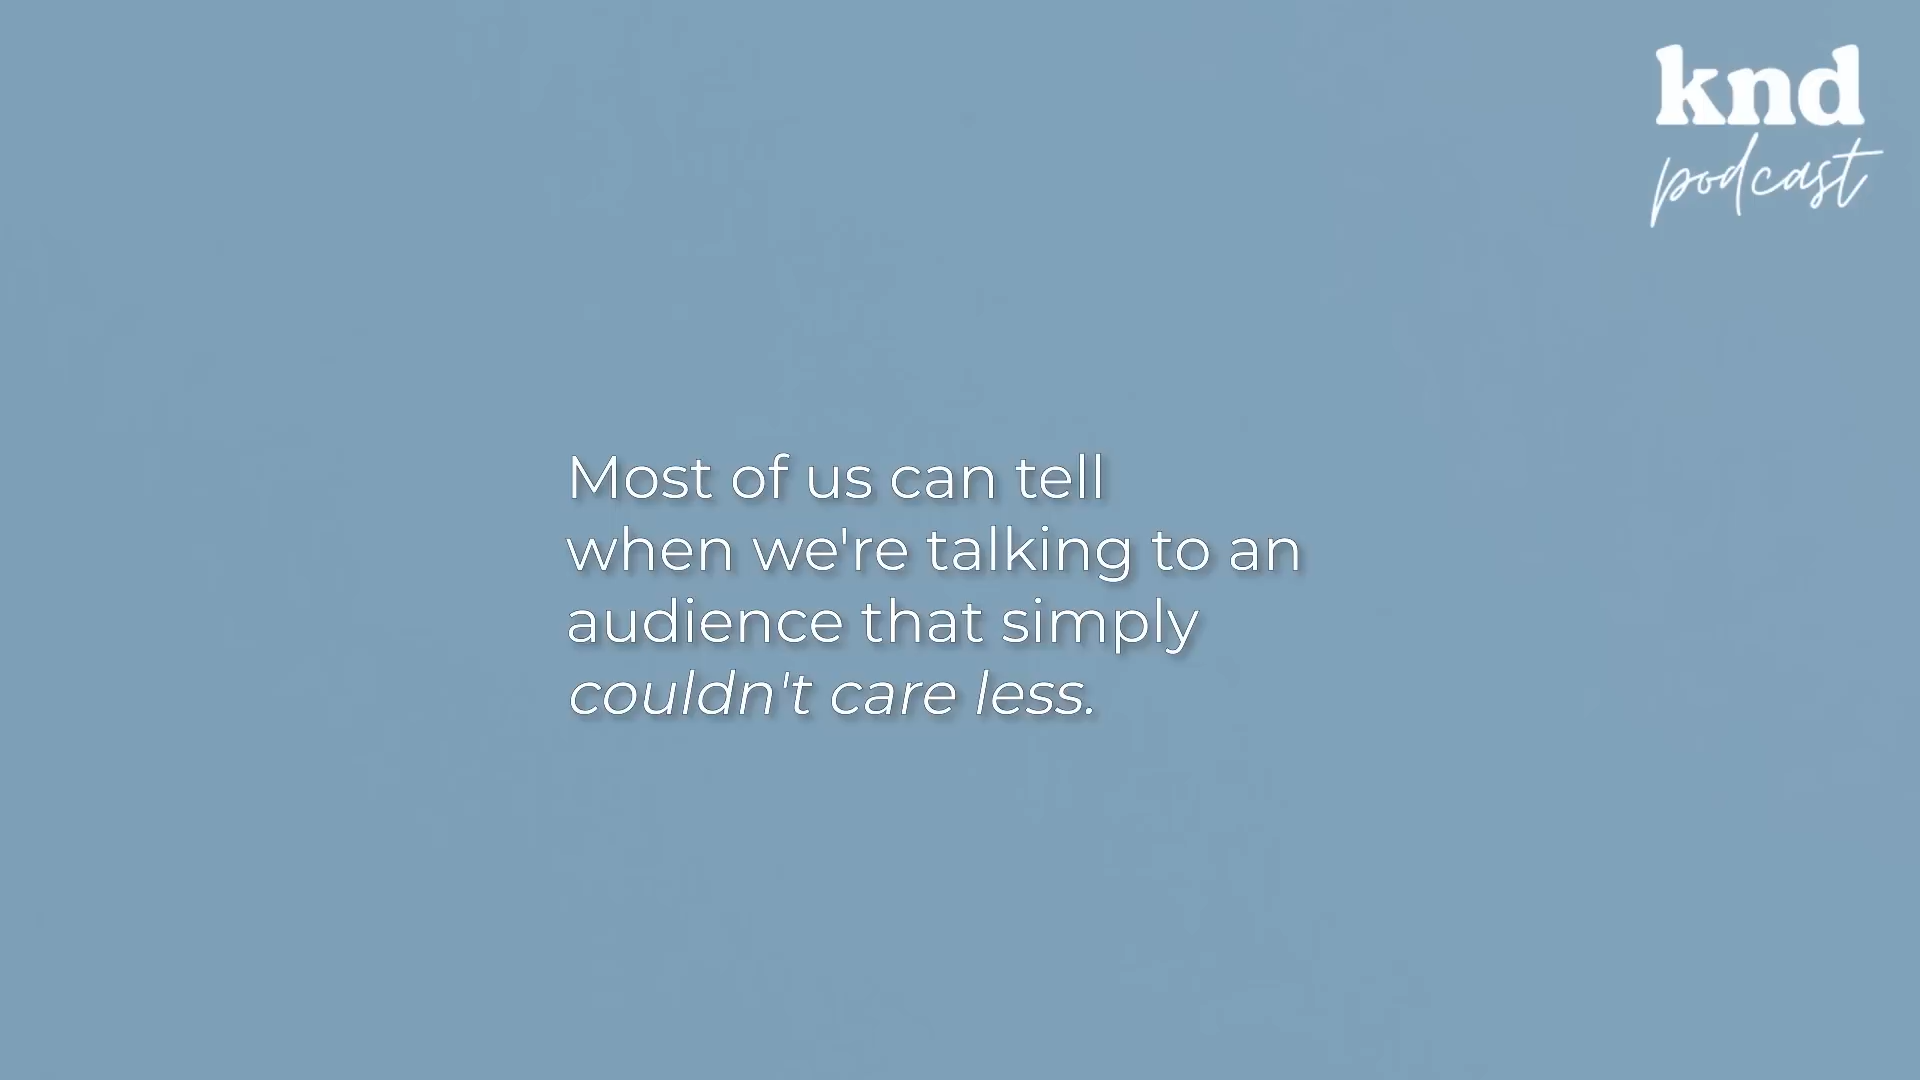 knd
podcast
Most of us can tell
when we're talking to an
audience that simply
couldn't care less.